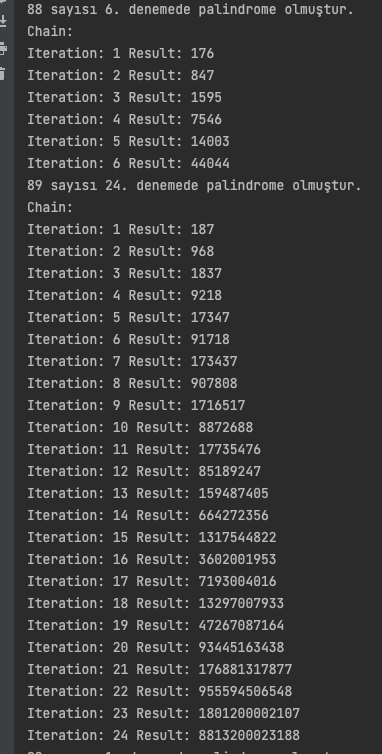 88 sayısı 6. denemede palindrome olmuştur.
Chain:
Iteration: 1 Result: 176
Iteration: 2 Result: 847
Iteration: 3 Result: 1595
Iteration: 4 Result: 7546
Iteration: 5 Result: 14003
Iteration: 6 Result: 44044
89 sayısı 24. denemede palindrome olmuştur.
Chain:
Iteration: 1 Result: 187
Iteration: 2 Result: 968
Iteration: 3 Result: 1837
Iteration: 4 Result: 9218
Iteration: 5 Result: 17347
Iteration: 6 Result: 91718
Iteration: 7 Result: 173437
Iteration: 8 Result: 907808
Iteration: 9 Result: 1716517
Iteration: 10 Result: 8872688
Iteration: 11 Result: 17735476
Iteration: 12 Result: 85189247
Iteration: 13 Result: 159487405
Iteration: 14 Result: 664272356
Iteration: 15 Result: 1317544822
Iteration: 16 Result: 3602001953
Iteration: 17 Result: 7193004016
Iteration: 18 Result: 13297007933
Iteration: 19 Result: 47267087164
Iteration: 20 Result: 93445163438
Iteration: 21 Result: 176881317877
Iteration: 22 Result: 955594506548
Iteration: 23 Result: 1801200002107
Iteration: 24 Result: 8813200023188